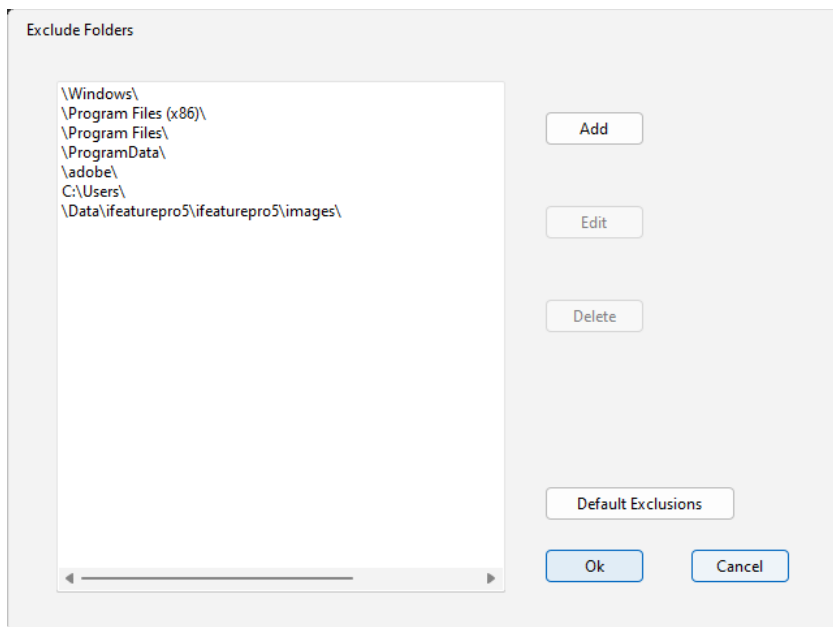 Exclude Folders
\Windows\
\Program Files (x86)\
\Program Files\
\ProgramData\
\adobe\
C:\Users\
\Data\ifeaturepro5\ifeaturepro5\images\
Add
Edit
Delete
Default Exclusions
Ok
Cancel